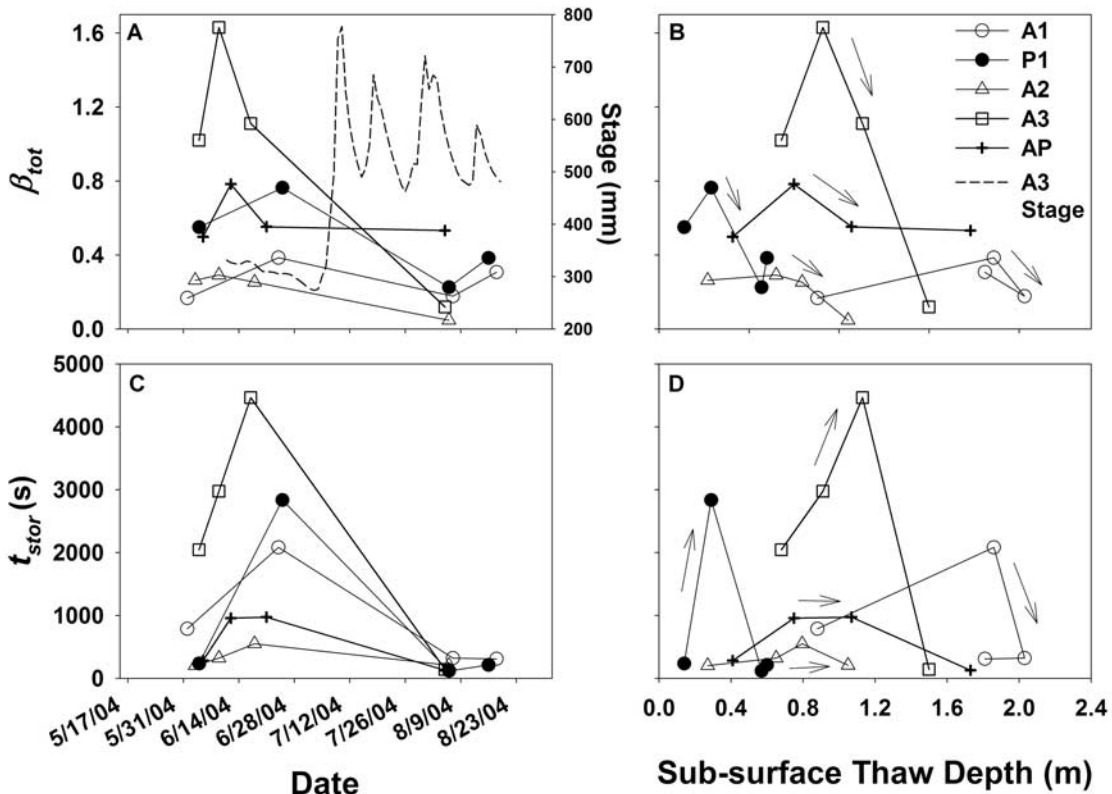 A
1.6
1.2
0.8
0.4
0.0
βtot
800
700
600
500
400
300
200
Stage (mm)
B
A1
P1
A2
A3
AP
A3
Stage
C
5000
4000
3000
2000
1000
0
tstor (s)
5/17/04
5/31/04
6/14/04
6/28/04
7/12/04
7/26/04
8/9/04
8/23/04
Date
D
0.0
0.4
0.8
1.2
1.6
2.0
2.4
Sub-surface Thaw Depth (m)